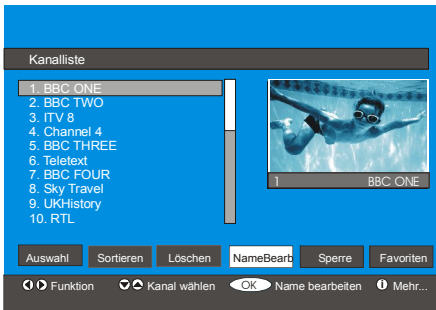 Kanalliste
1. BBC ONE
2. BBC TWO
3. ITV 8
4. Channel 4
5. BBC THREE
6. Teletext
7. BBC FOUR
8. Sky Travel
9. UKHistory
10. RTL
1 BBC ONE
Auswahl Sortieren Löschen NameBearb Sperre Favoriten
Funktion Kanal wählen OK Name bearbeiten i Mehr...